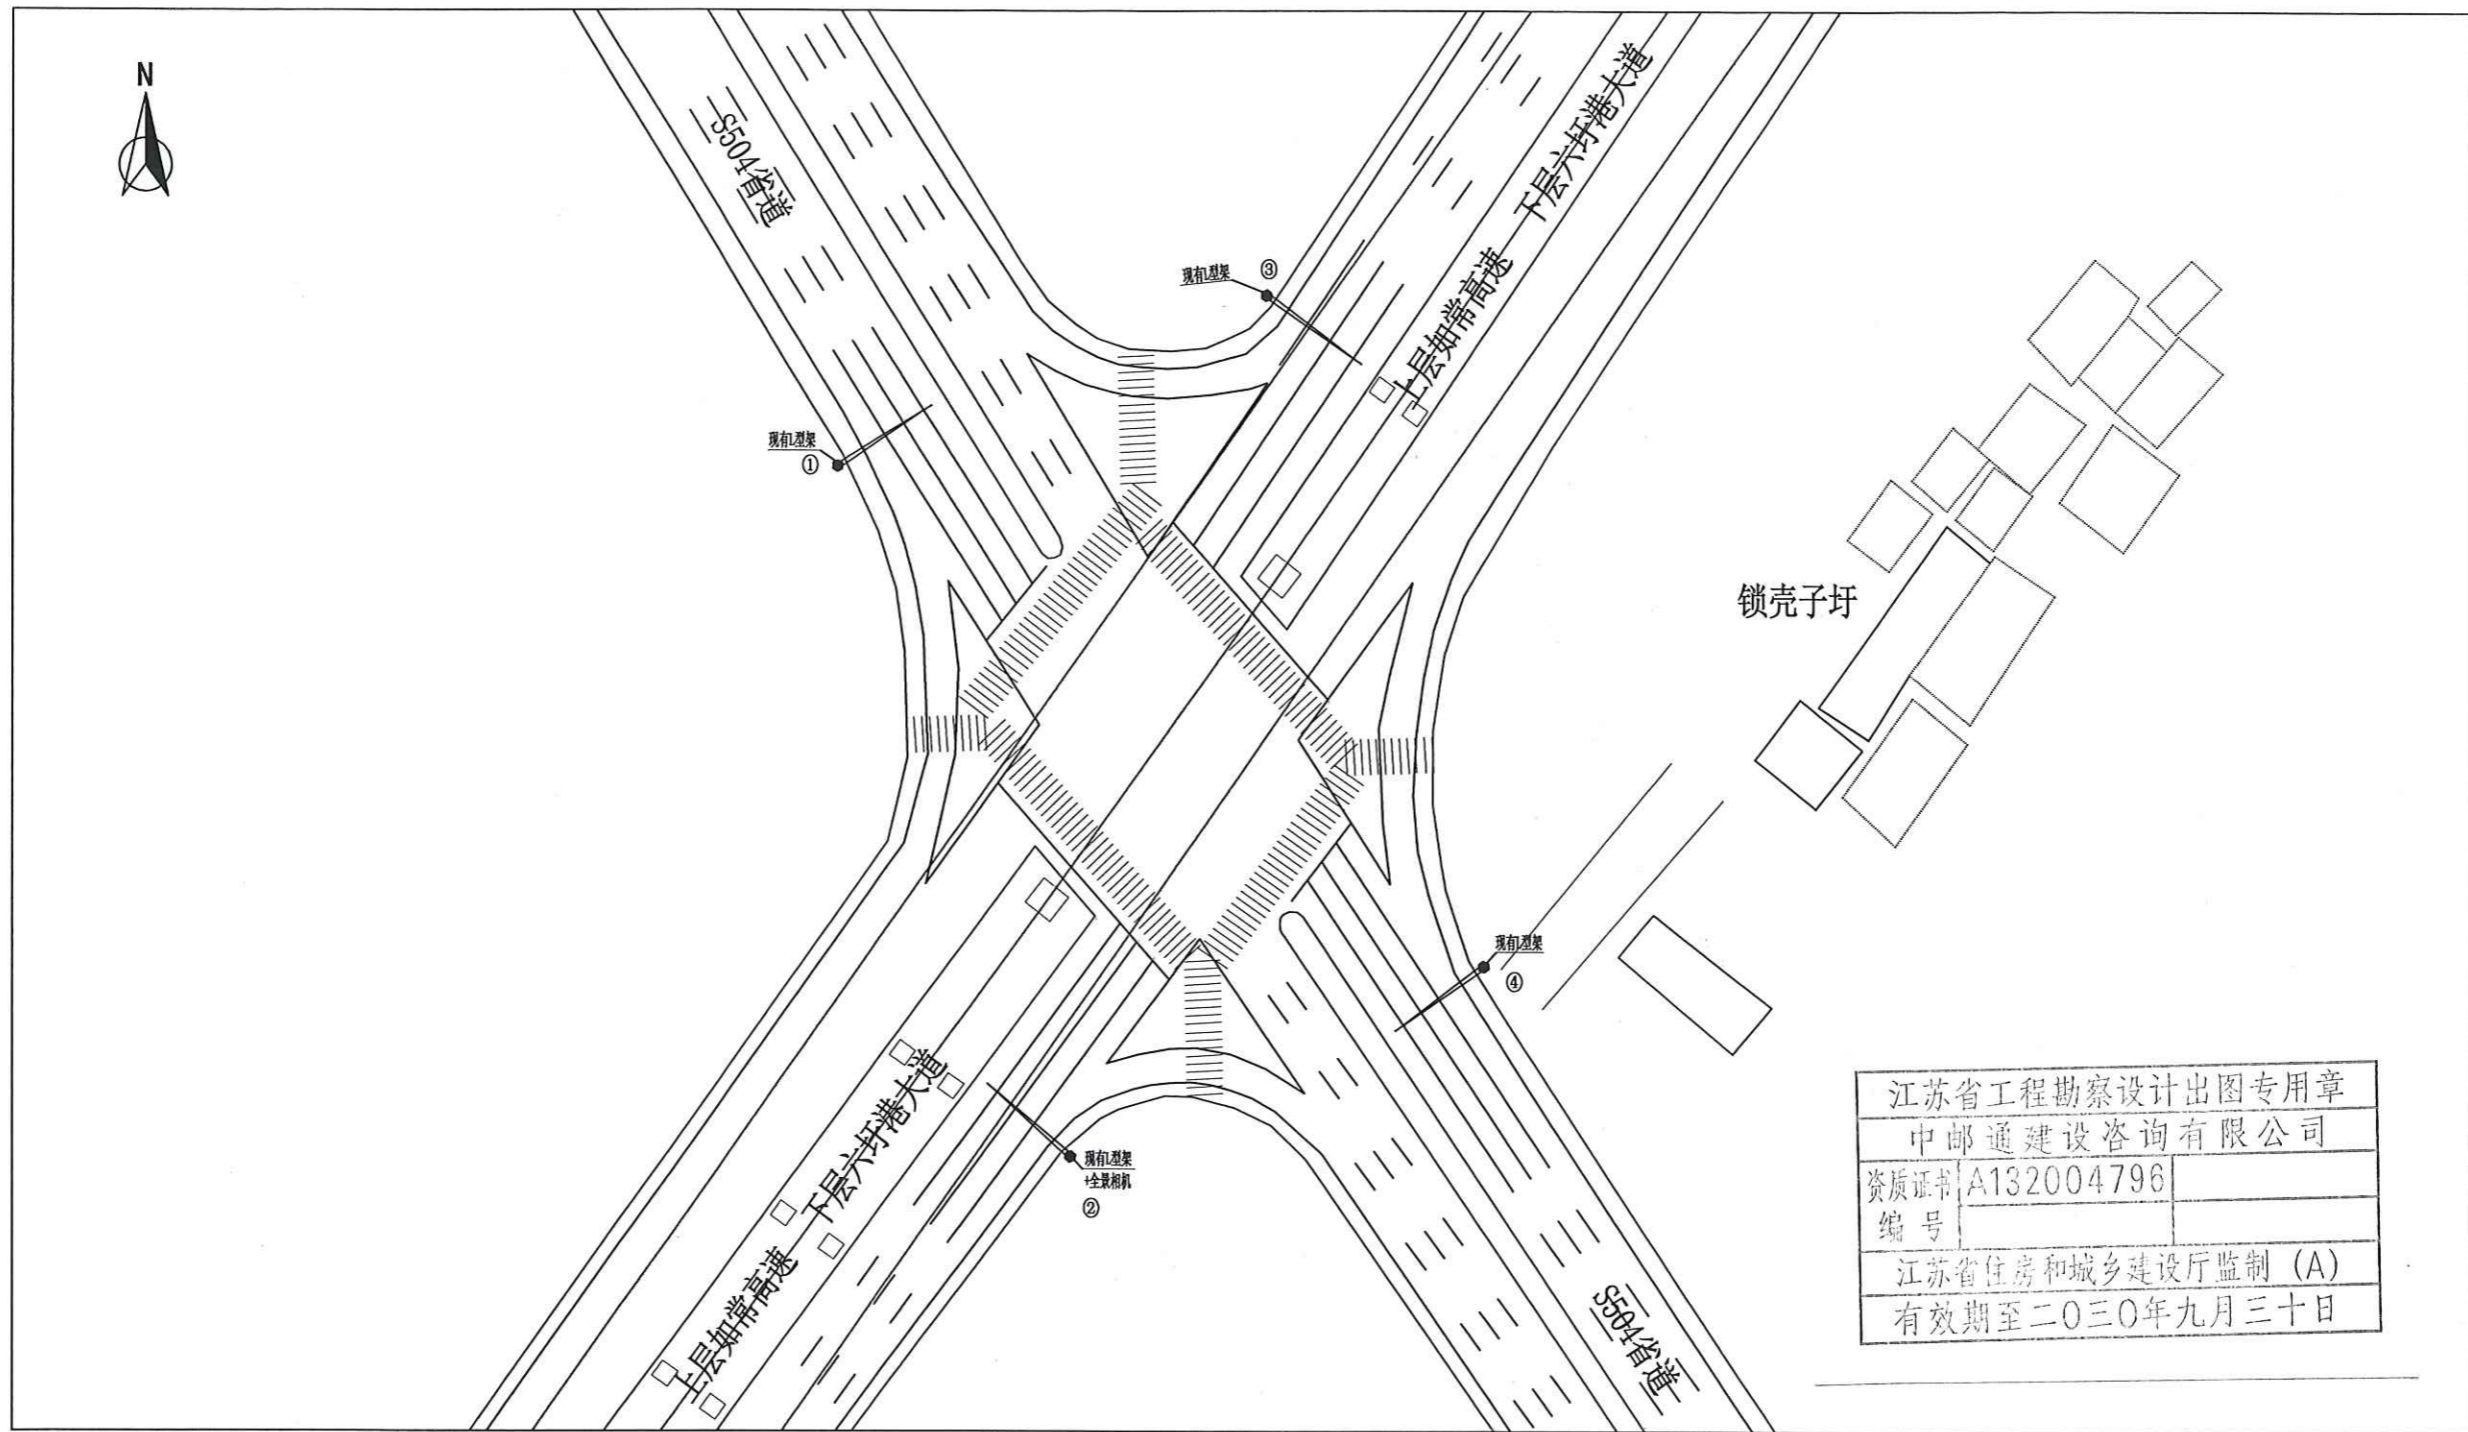 N
S504省道
下层六圩港大道
上层如常高速
现有L型架
③
现有L型架
①
锁壳子圩
现有L型架
④
下层六圩港大道
上层如常高速
现有L型架
+全景相机
②
S504省道
江苏省工程勘察设计出图专用章
中邮通建设咨询有限公司
资质证书 A132004796
编号
江苏省住房和城乡建设厅监制 (A)
有效期至二〇三〇年九月三十日